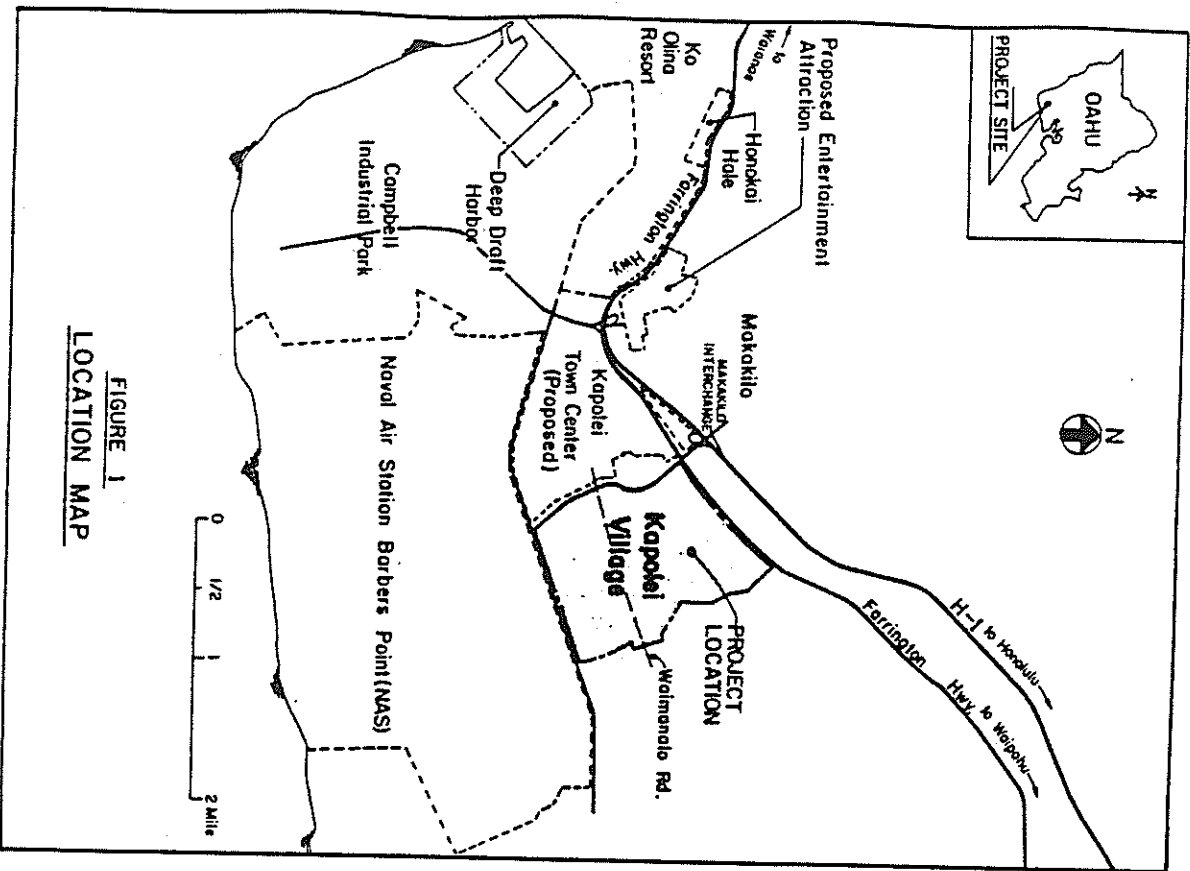 OAHU
N
PROJECT SITE
to
Waianae
Proposed Entertainment
Attraction
Ko
Olina
Resort
Honokai
Hale
Farrington Hwy.
Makakilo
MAKAKILO
INTERCHANGE
N
H-1 to Honolulu
Farrington Hwy. to Waipahu
Deep Draft
Harbor
Campbell
Industrial Park
Kapolei
Town Center
(Proposed)
Kapolei
Village
PROJECT
LOCATION
Waimanalo Rd.
Naval Air Station Barbers Point (NAS)
0 1/2 1 2 Mile
FIGURE 1
LOCATION MAP